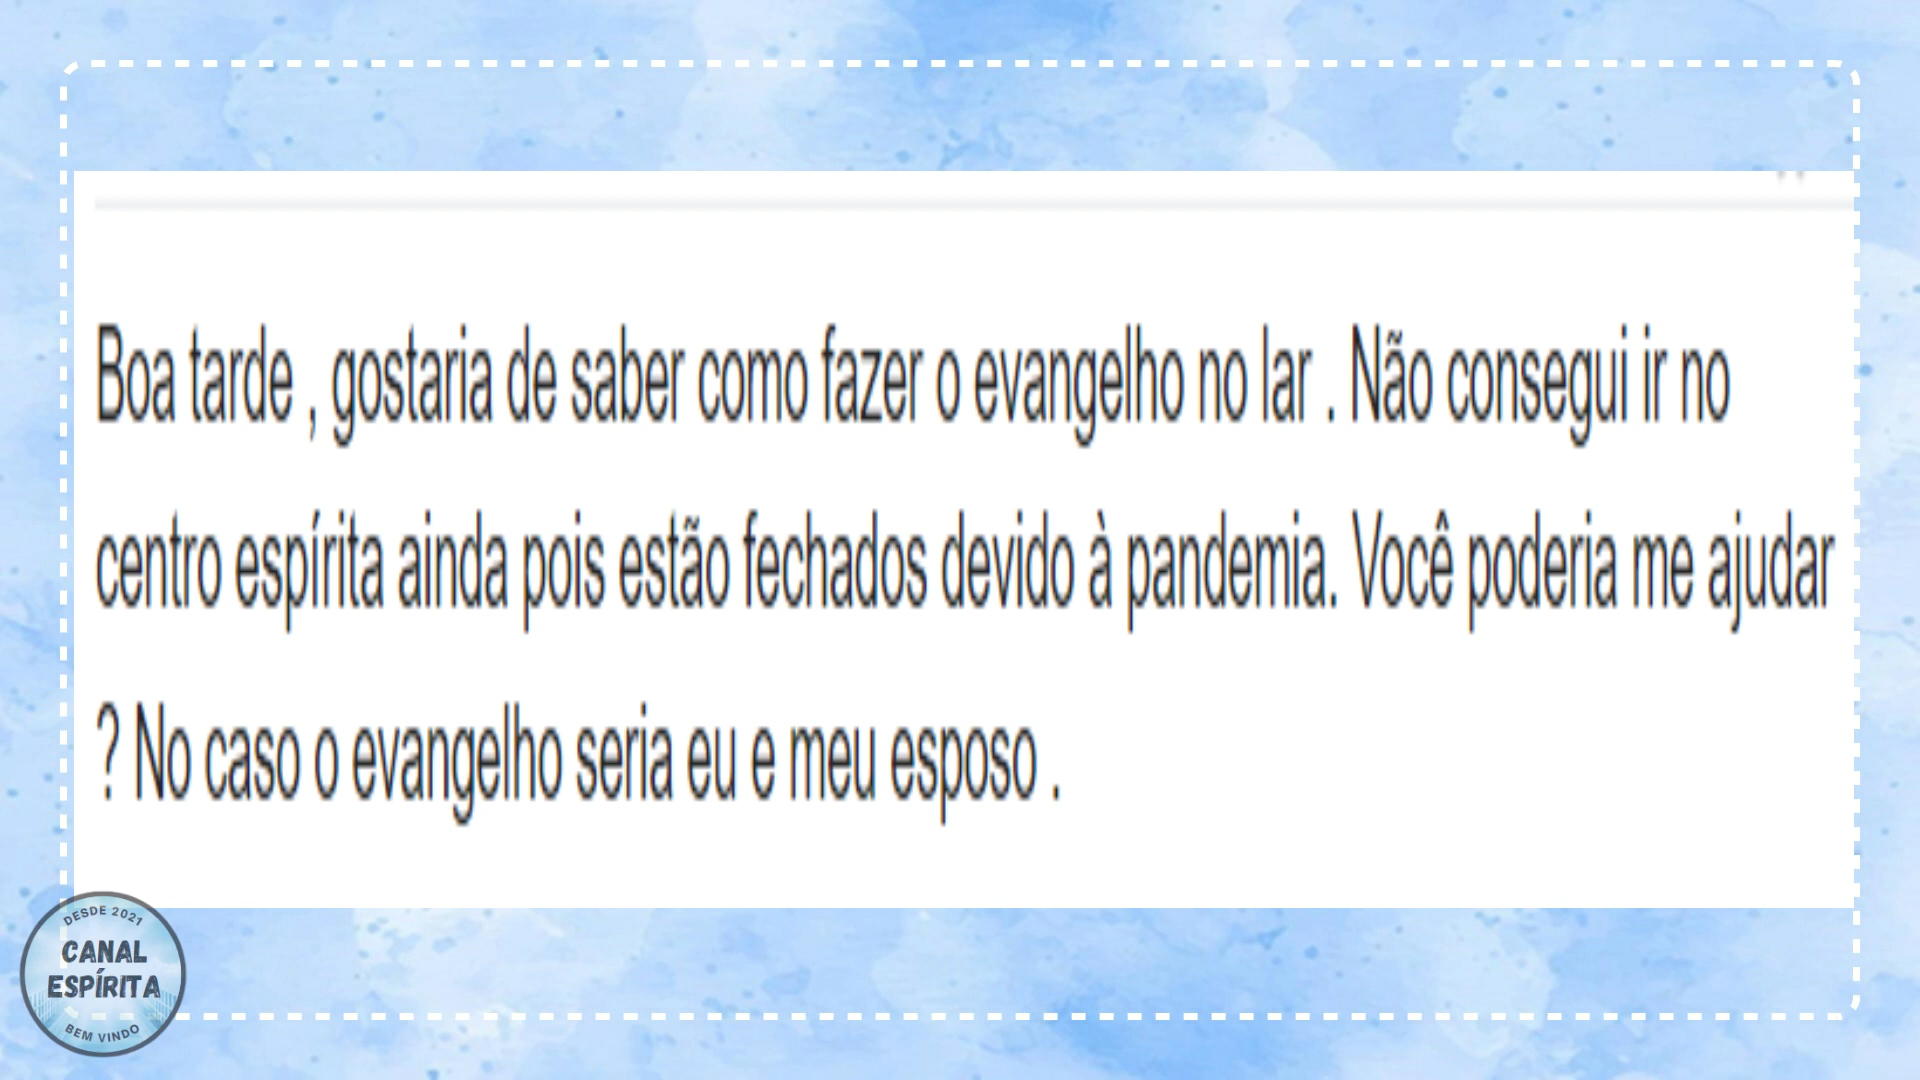 Boa tarde , gostaria de saber como fazer o evangelho no lar . Não consegui ir no
centro espírita ainda pois estão fechados devido à pandemia. Você poderia me ajudar
? No caso o evangelho seria eu e meu esposo .
DESDE 2021
CANAL
ESPÍRITA
BEM VINDO